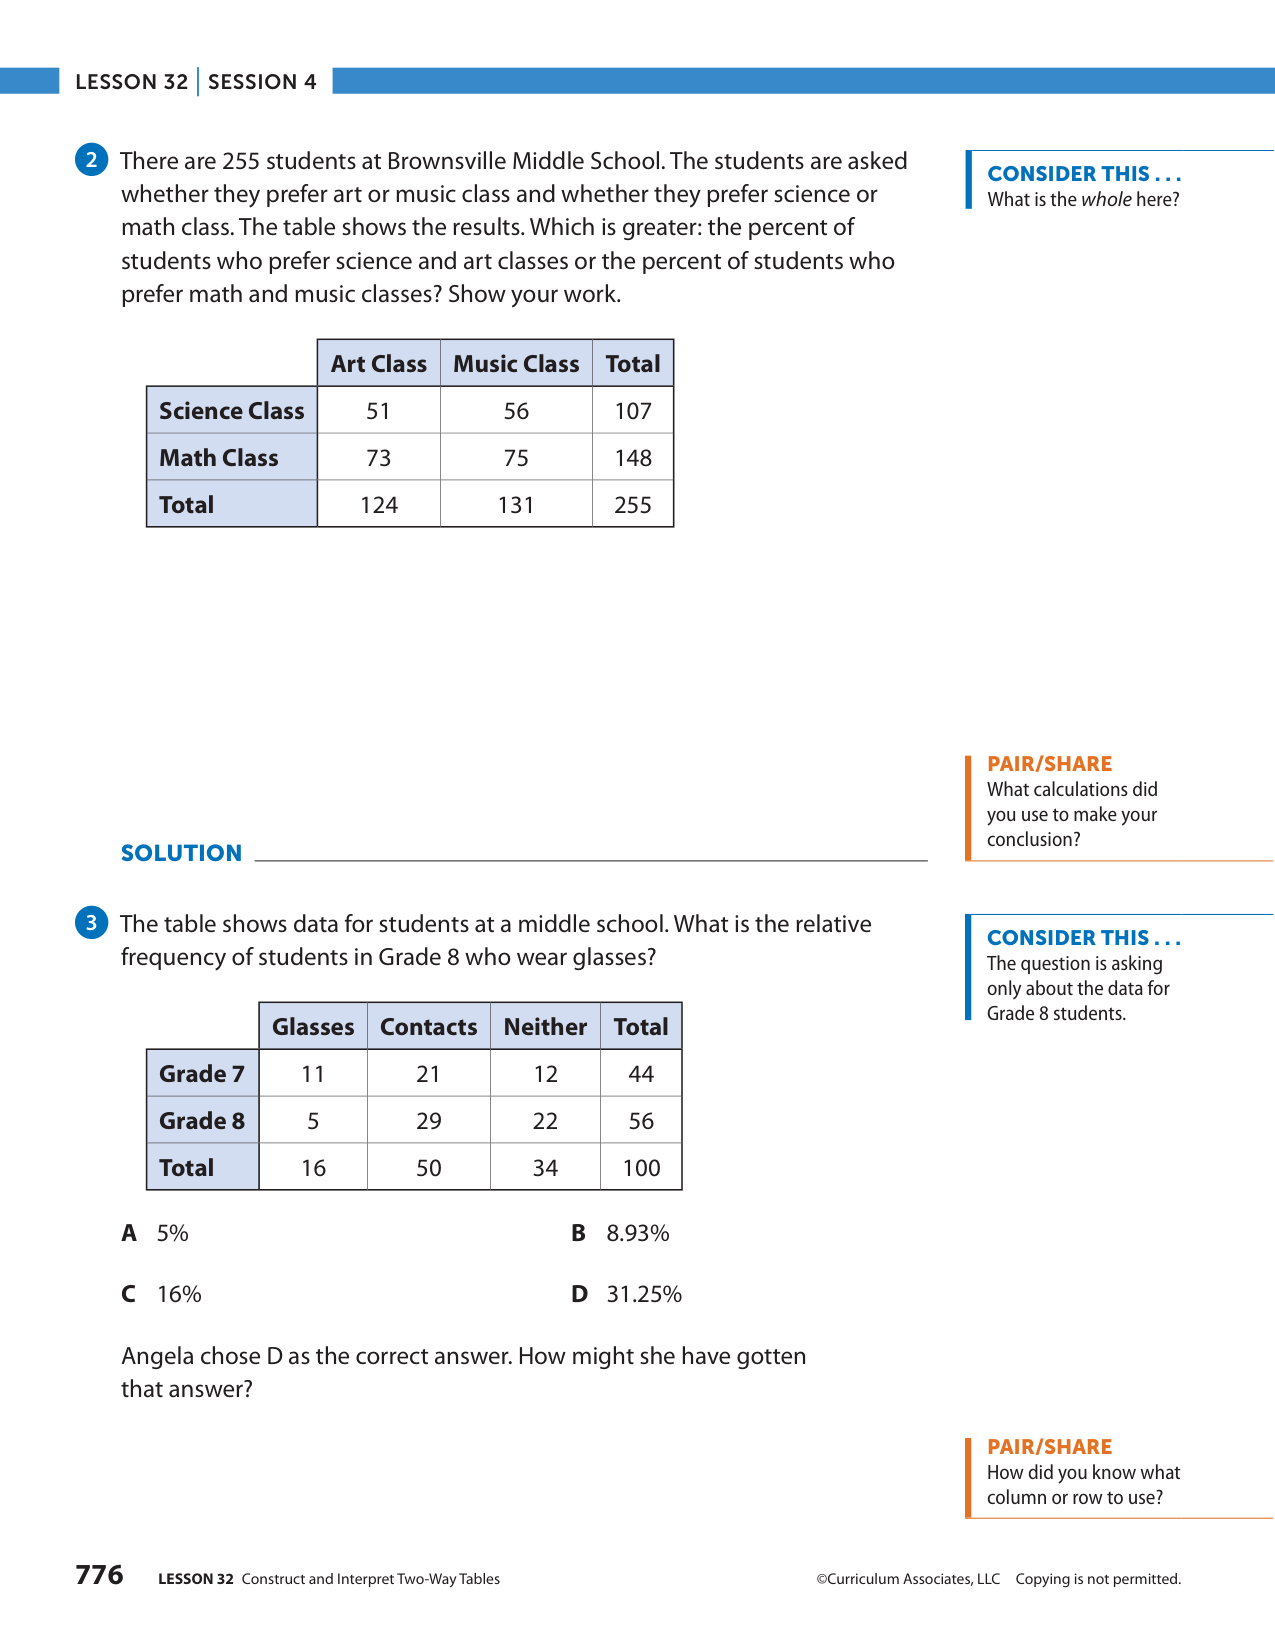 LESSON 32 | SESSION 4
2 There are 255 students at Brownsville Middle School. The students are asked
whether they prefer art or music class and whether they prefer science or
math class. The table shows the results. Which is greater: the percent of
students who prefer science and art classes or the percent of students who
prefer math and music classes? Show your work.
CONSIDER THIS . . .
What is the whole here?
Art Class Music Class Total
Science Class 51 56 107
Math Class 73 75 148
Total 124 131 255
PAIR/SHARE
What calculations did
you use to make your
conclusion?
SOLUTION
3 The table shows data for students at a middle school. What is the relative
frequency of students in Grade 8 who wear glasses?
CONSIDER THIS . . .
The question is asking
only about the data for
Grade 8 students.
Glasses Contacts Neither Total
Grade 7 11 21 12 44
Grade 8 5 29 22 56
Total 16 50 34 100
A 5% B 8.93%
C 16% D 31.25%
Angela chose D as the correct answer. How might she have gotten
that answer?
PAIR/SHARE
How did you know what
column or row to use?
776 LESSON 32 Construct and Interpret Two-Way Tables ©Curriculum Associates, LLC Copying is not permitted.